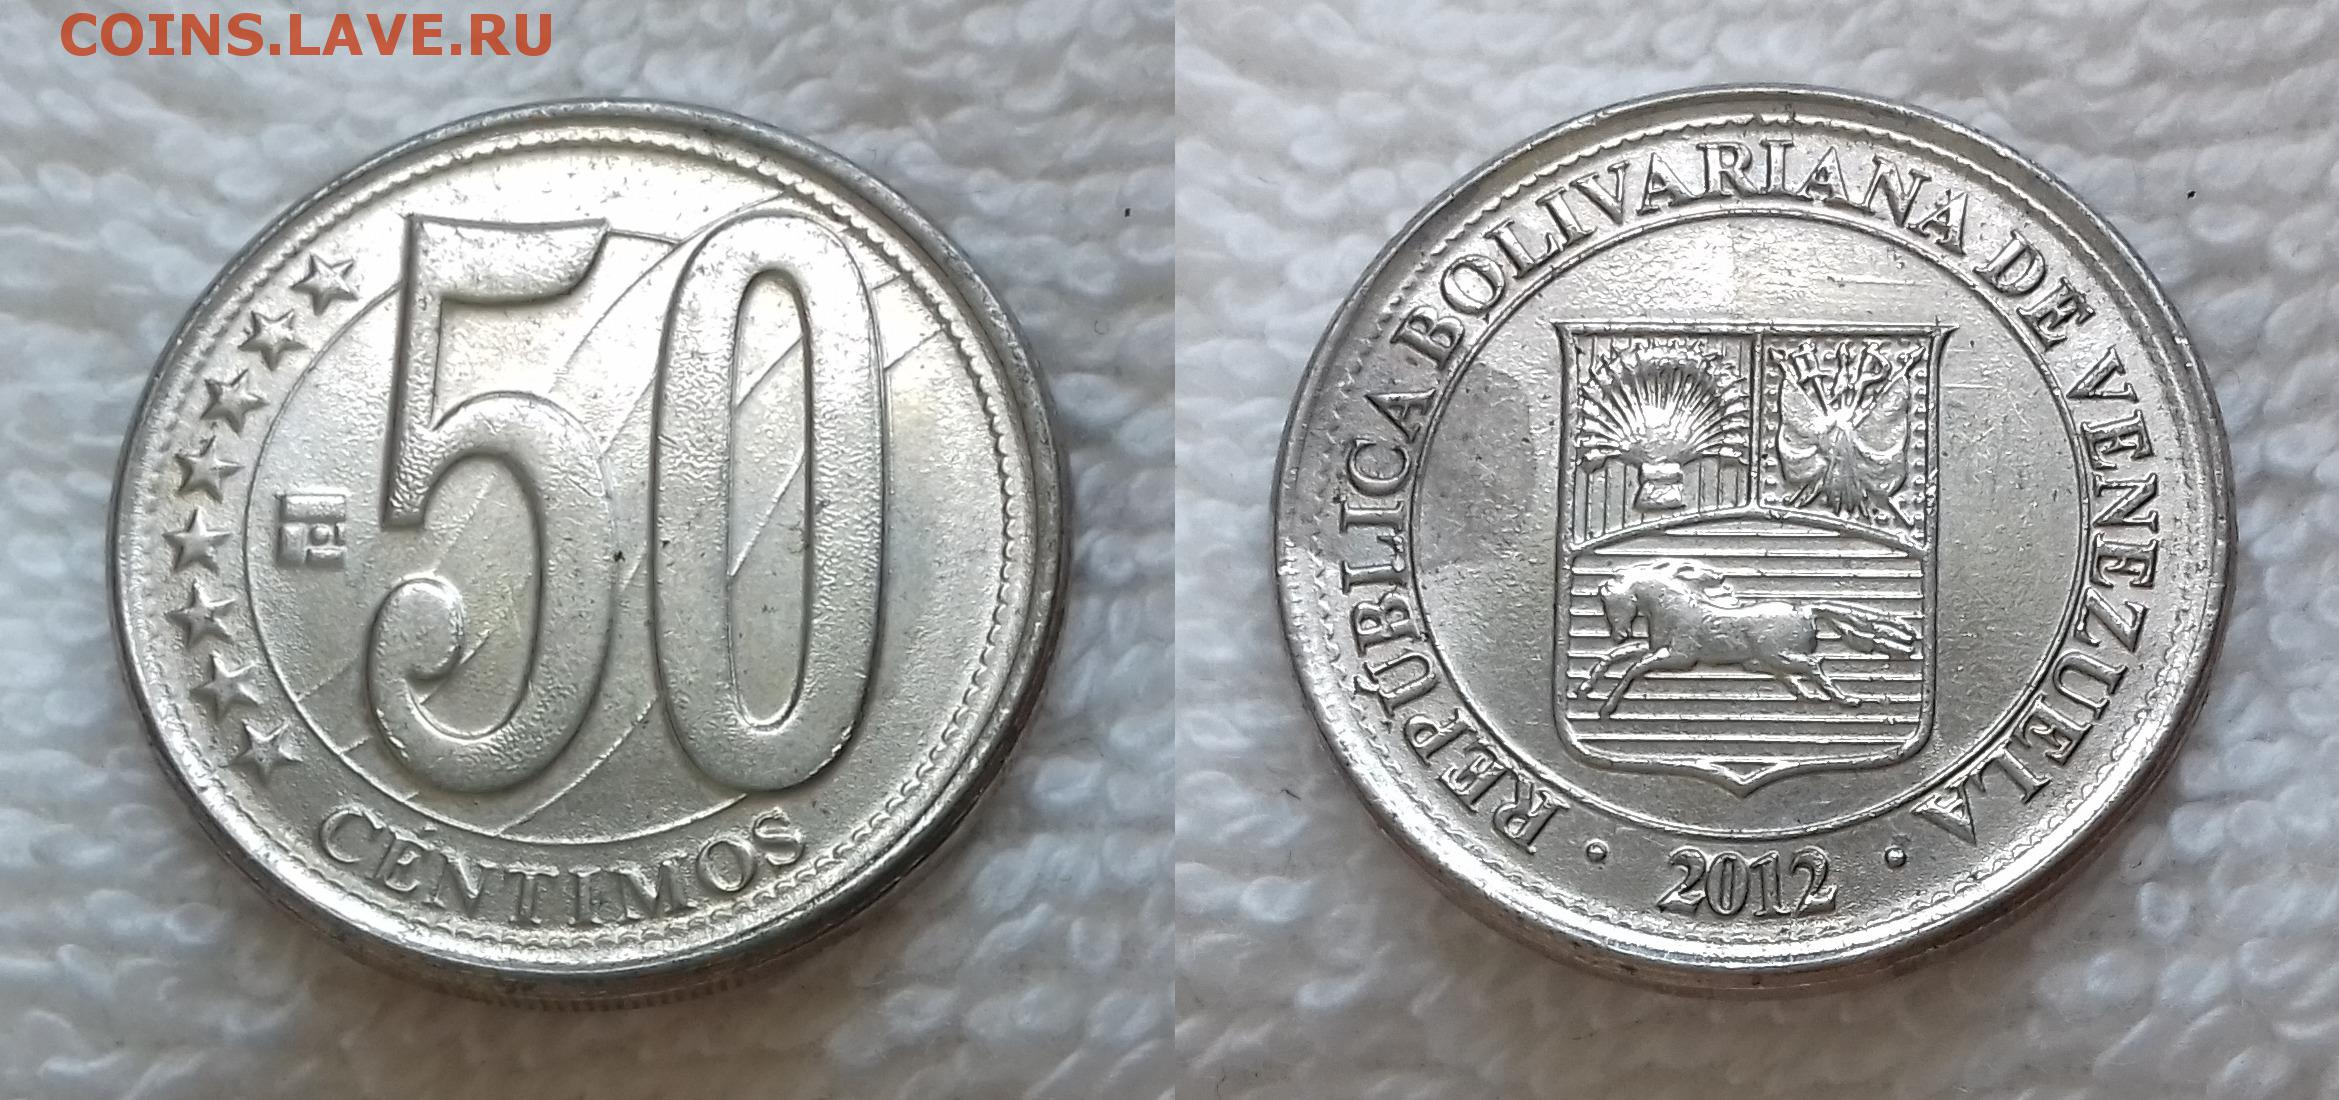 COINS.LAVE.RU
50
CÉNTIMOS
REPÚBLICA BOLIVARIANA DE VENEZUELA
• 2012 •